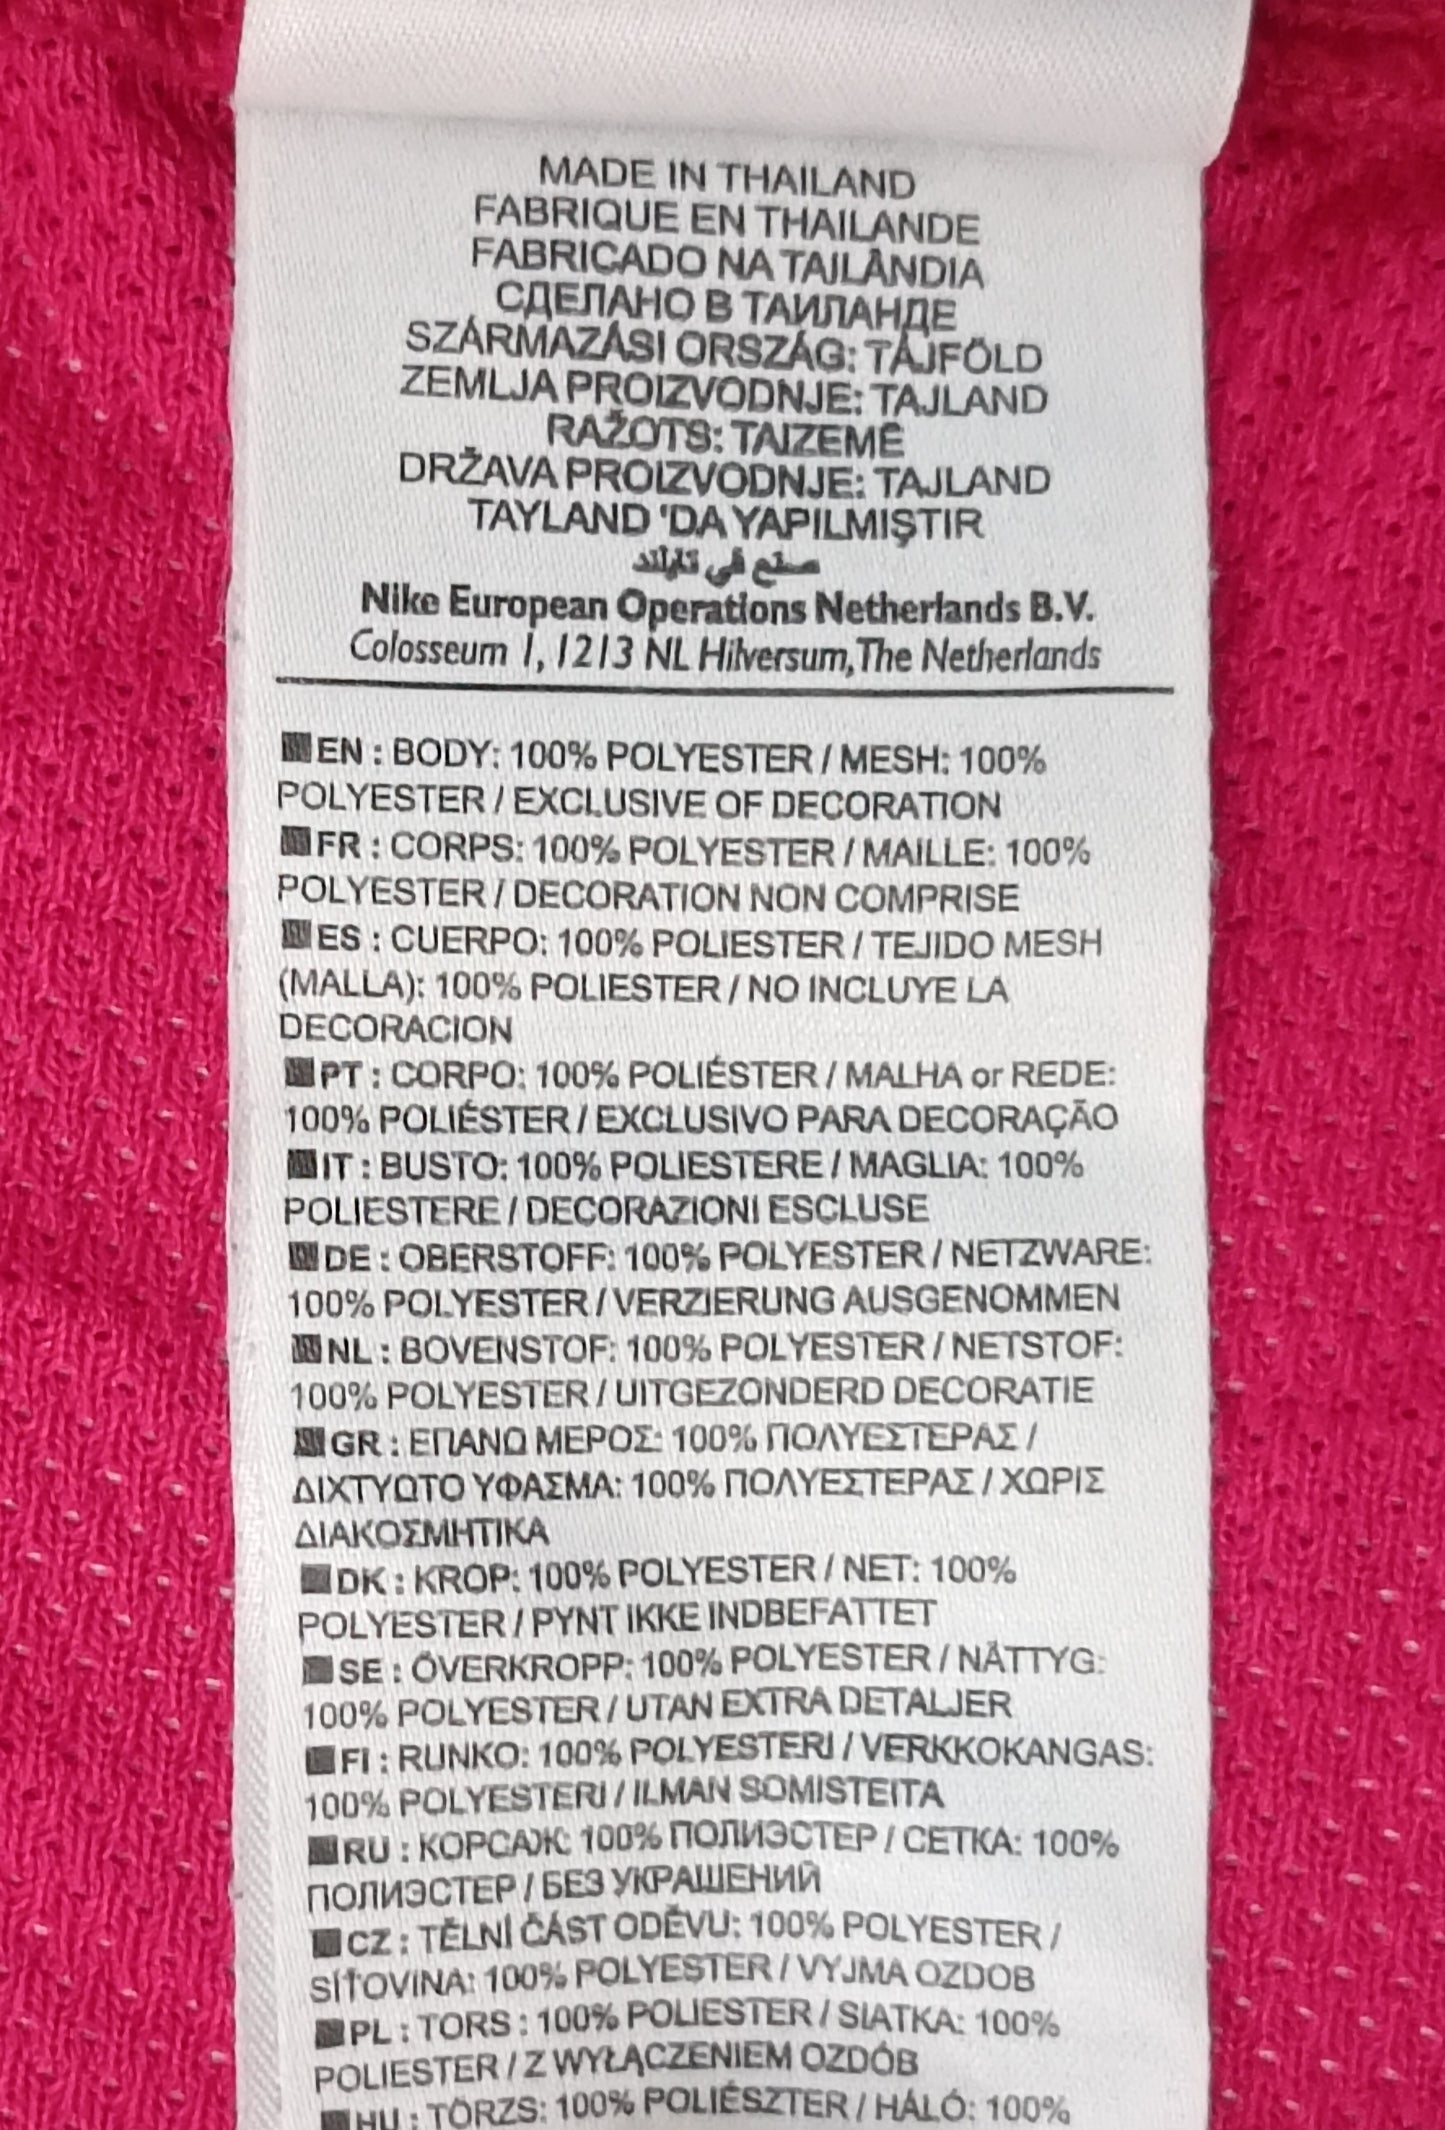 MADE IN THAILAND
FABRIQUE EN THAILANDE
FABRICADO NA TAILÂNDIA
СДЕЛАНО В ТАИЛАНДЕ
SZÁRMAZÁSI ORSZÁG: TÁJFÖLD
ZEMLJA PROIZVODNJE: TAJLAND
RAŽOTS: TAIZEMĒ
DRŽAVA PROIZVODNJE: TAJLAND
TAYLAND 'DA YAPILMIŞTIR
صنع في تايلاند
Nike European Operations Netherlands B.V.
Colosseum 1, 1213 NL Hilversum, The Netherlands
EN : BODY: 100% POLYESTER / MESH: 100%
POLYESTER / EXCLUSIVE OF DECORATION
FR : CORPS: 100% POLYESTER / MAILLE: 100%
POLYESTER / DECORATION NON COMPRISE
ES : CUERPO: 100% POLIESTER / TEJIDO MESH
(MALLA): 100% POLIESTER / NO INCLUYE LA
DECORACION
PT : CORPO: 100% POLIÉSTER / MALHA or REDE:
100% POLIÉSTER / EXCLUSIVO PARA DECORAÇÃO
IT : BUSTO: 100% POLIESTERE / MAGLIA: 100%
POLIESTERE / DECORAZIONI ESCLUSE
DE : OBERSTOFF: 100% POLYESTER / NETZWARE:
100% POLYESTER / VERZIERUNG AUSGENOMMEN
NL : BOVENSTOF: 100% POLYESTER / NETSTOF:
100% POLYESTER / UITGEZONDERD DECORATIE
GR : ΕΠΑΝΩ ΜΕΡΟΣ: 100% ΠΟΛΥΕΣΤΕΡΑΣ /
ΔΙΧΤΥΩΤΟ ΥΦΑΣΜΑ: 100% ΠΟΛΥΕΣΤΕΡΑΣ / ΧΩΡΙΣ
ΔΙΑΚΟΣΜΗΤΙΚΑ
DK : KROP: 100% POLYESTER / NET: 100%
POLYESTER / PYNT IKKE INDBEFATTET
SE : ÖVERKROPP: 100% POLYESTER / NÄTTYG:
100% POLYESTER / UTAN EXTRA DETALJER
FI : RUNKO: 100% POLYESTERI / VERKKOKANGAS:
100% POLYESTERI / ILMAN SOMISTEITA
RU : КОРСАЖ: 100% ПОЛИЭСТЕР / СЕТКА: 100%
ПОЛИЭСТЕР / БЕЗ УКРАШЕНИЙ
CZ : TĚLNÍ ČÁST ODĚVU: 100% POLYESTER /
SÍŤOVINA: 100% POLYESTER / VYJMA OZDOB
PL : TORS : 100% POLIESTER / SIATKA: 100%
POLIESTER / Z WYŁĄCZENIEM OZDÓB
HU : TÖRZS: 100% POLIÉSZTER / HÁLÓ: 100%